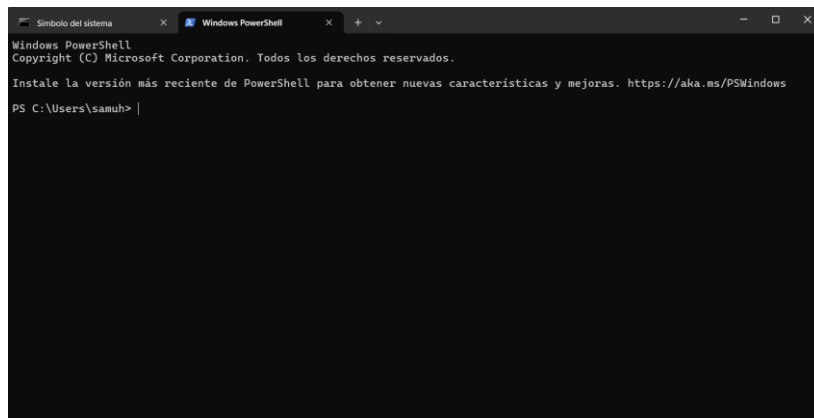 Símbolo del sistema
Windows PowerShell
Windows PowerShell
Copyright (C) Microsoft Corporation. Todos los derechos reservados.
Instale la versión más reciente de PowerShell para obtener nuevas características y mejoras. https://aka.ms/PSWindows
PS C:\Users\samuh>